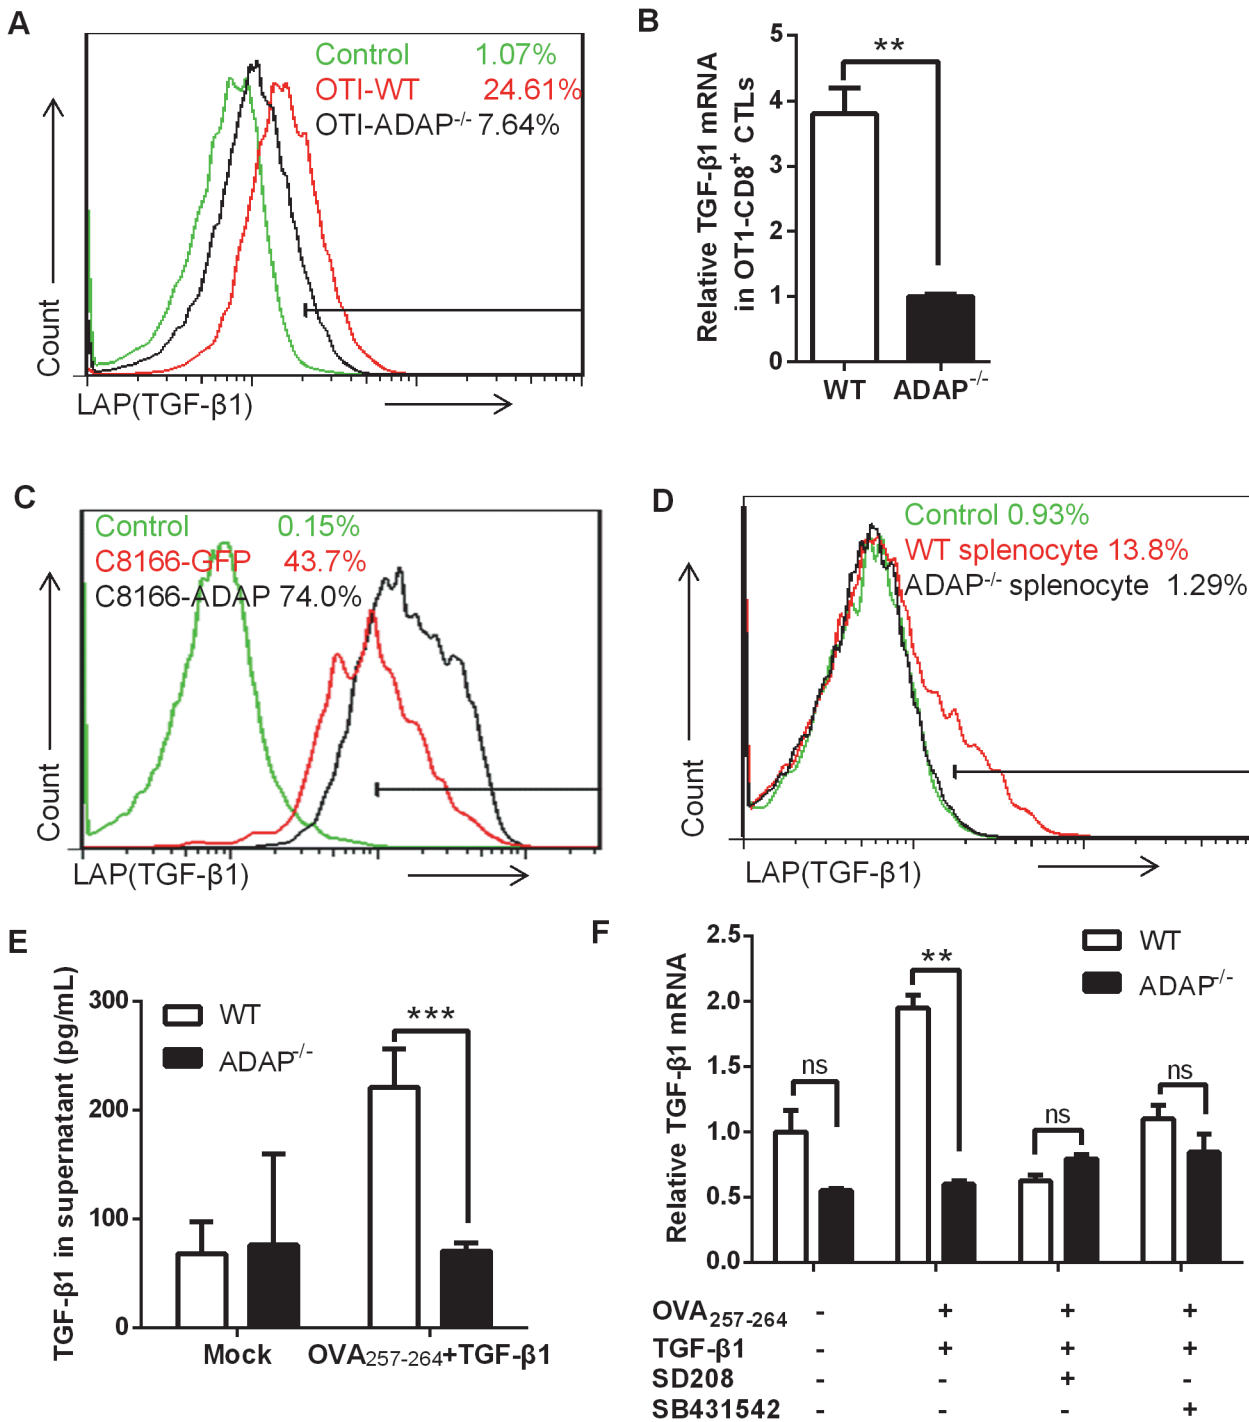 A
Control 1.07%
OTI-WT 24.61%
OTI-ADAP-/- 7.64%
Count
LAP(TGF-β1)
B
Relative TGF-β1 mRNA
in OT1-CD8+ CTLs
5
4
3
2
1
0
**
WT ADAP-/-
C
Control 0.15%
C8166-GFP 43.7%
C8166-ADAP 74.0%
Count
LAP(TGF-β1)
D
Control 0.93%
WT splenocyte 13.8%
ADAP-/- splenocyte 1.29%
Count
LAP(TGF-β1)
E
TGF-β1 in supernatant (pg/mL)
300
200
100
0
WT
ADAP-/-
***
Mock OVA257-264+TGF-β1
F
Relative TGF-β1 mRNA
2.5
2.0
1.5
1.0
0.5
0.0
WT
ADAP-/-
ns ** ns ns
OVA257-264 - + + +
TGF-β1 - + + +
SD208 - - + -
SB431542 - - - +